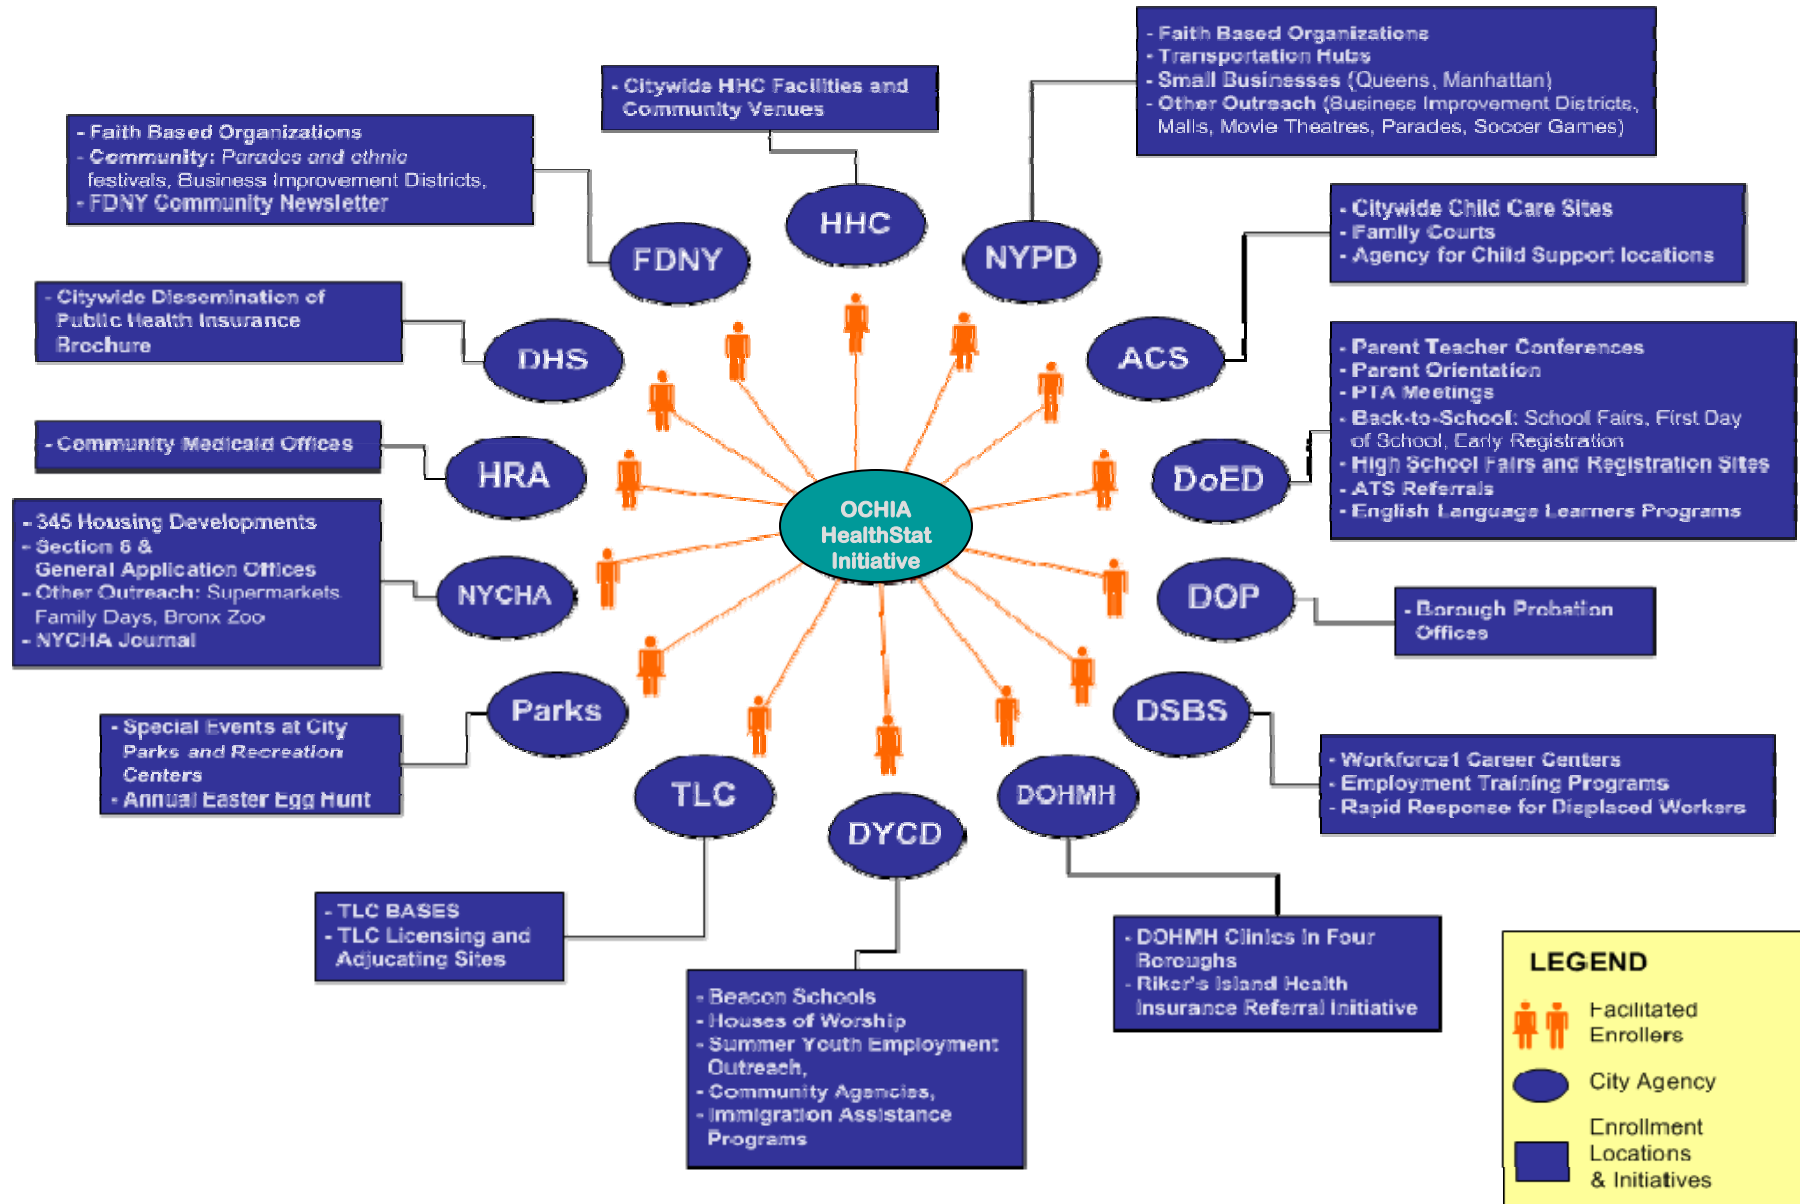 - Faith Based Organizations
- Transportation Hubs
- Small Businesses (Queens, Manhattan)
- Other Outreach (Business Improvement Districts,
Malls, Movie Theatres, Parades, Soccer Games)
- Citywide HHC Facilities and
Community Venues
- Faith Based Organizations
- Community: Parades and ethnic
festivals, Business Improvement Districts,
- FDNY Community Newsletter
HHC
FDNY
NYPD
- Citywide Child Care Sites
- Family Courts
- Agency for Child Support locations
- Citywide Dissemination of
Public Health Insurance
Brochure
DHS
ACS
- Parent Teacher Conferences
- Parent Orientation
- PTA Meetings
- Back-to-School: School Fairs, First Day
of School, Early Registration
- High School Fairs and Registration Sites
- ATS Referrals
- English Language Learners Programs
- Community Medicaid Offices
HRA
DoED
OCHIA
HealthStat
Initiative
- 345 Housing Developments
- Section 8 &
General Application Offices
- Other Outreach: Supermarkets
Family Days, Bronx Zoo
- NYCHA Journal
NYCHA
DOP
- Borough Probation
Offices
Parks
DSBS
- Special Events at City
Parks and Recreation
Centers
- Annual Easter Egg Hunt
- Workforce1 Career Centers
- Employment Training Programs
- Rapid Response for Displaced Workers
TLC
DYCD
DOHMH
- TLC BASES
- TLC Licensing and
Adjucating Sites
- DOHMH Clinics in Four
Boroughs
- Riker's Island Health
Insurance Referral Initiative
- Beacon Schools
- Houses of Worship
- Summer Youth Employment
Outreach,
- Community Agencies,
- Immigration Assistance
Programs
LEGEND
Facilitated
Enrollers
City Agency
Enrollment
Locations
& Initiatives